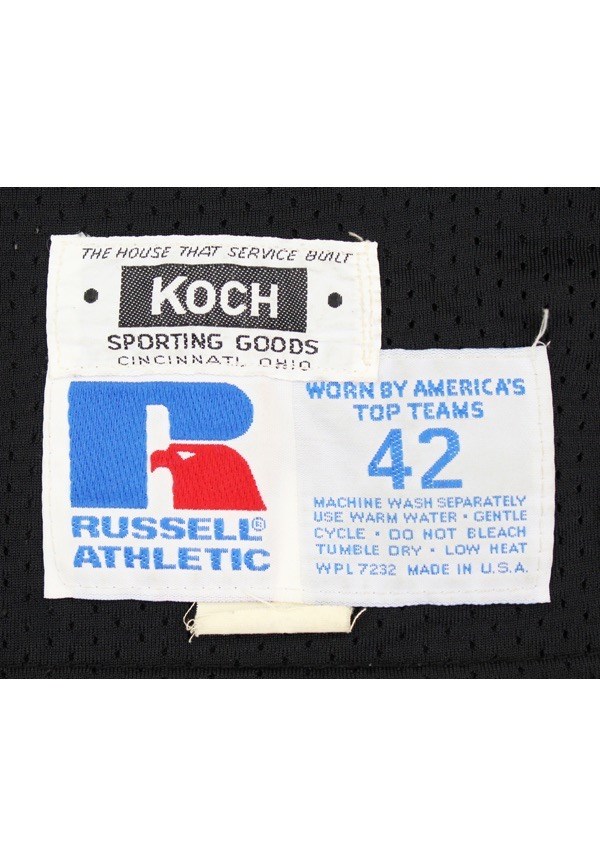 THE HOUSE THAT SERVICE BUILT
KOCH
SPORTING GOODS
CINCINNATI, OHIO
R
RUSSELL®
ATHLETIC
WORN BY AMERICA'S
TOP TEAMS
42
MACHINE WASH SEPARATELY
USE WARM WATER • GENTLE
CYCLE • DO NOT BLEACH
TUMBLE DRY • LOW HEAT
WPL 7232 MADE IN U.S.A.